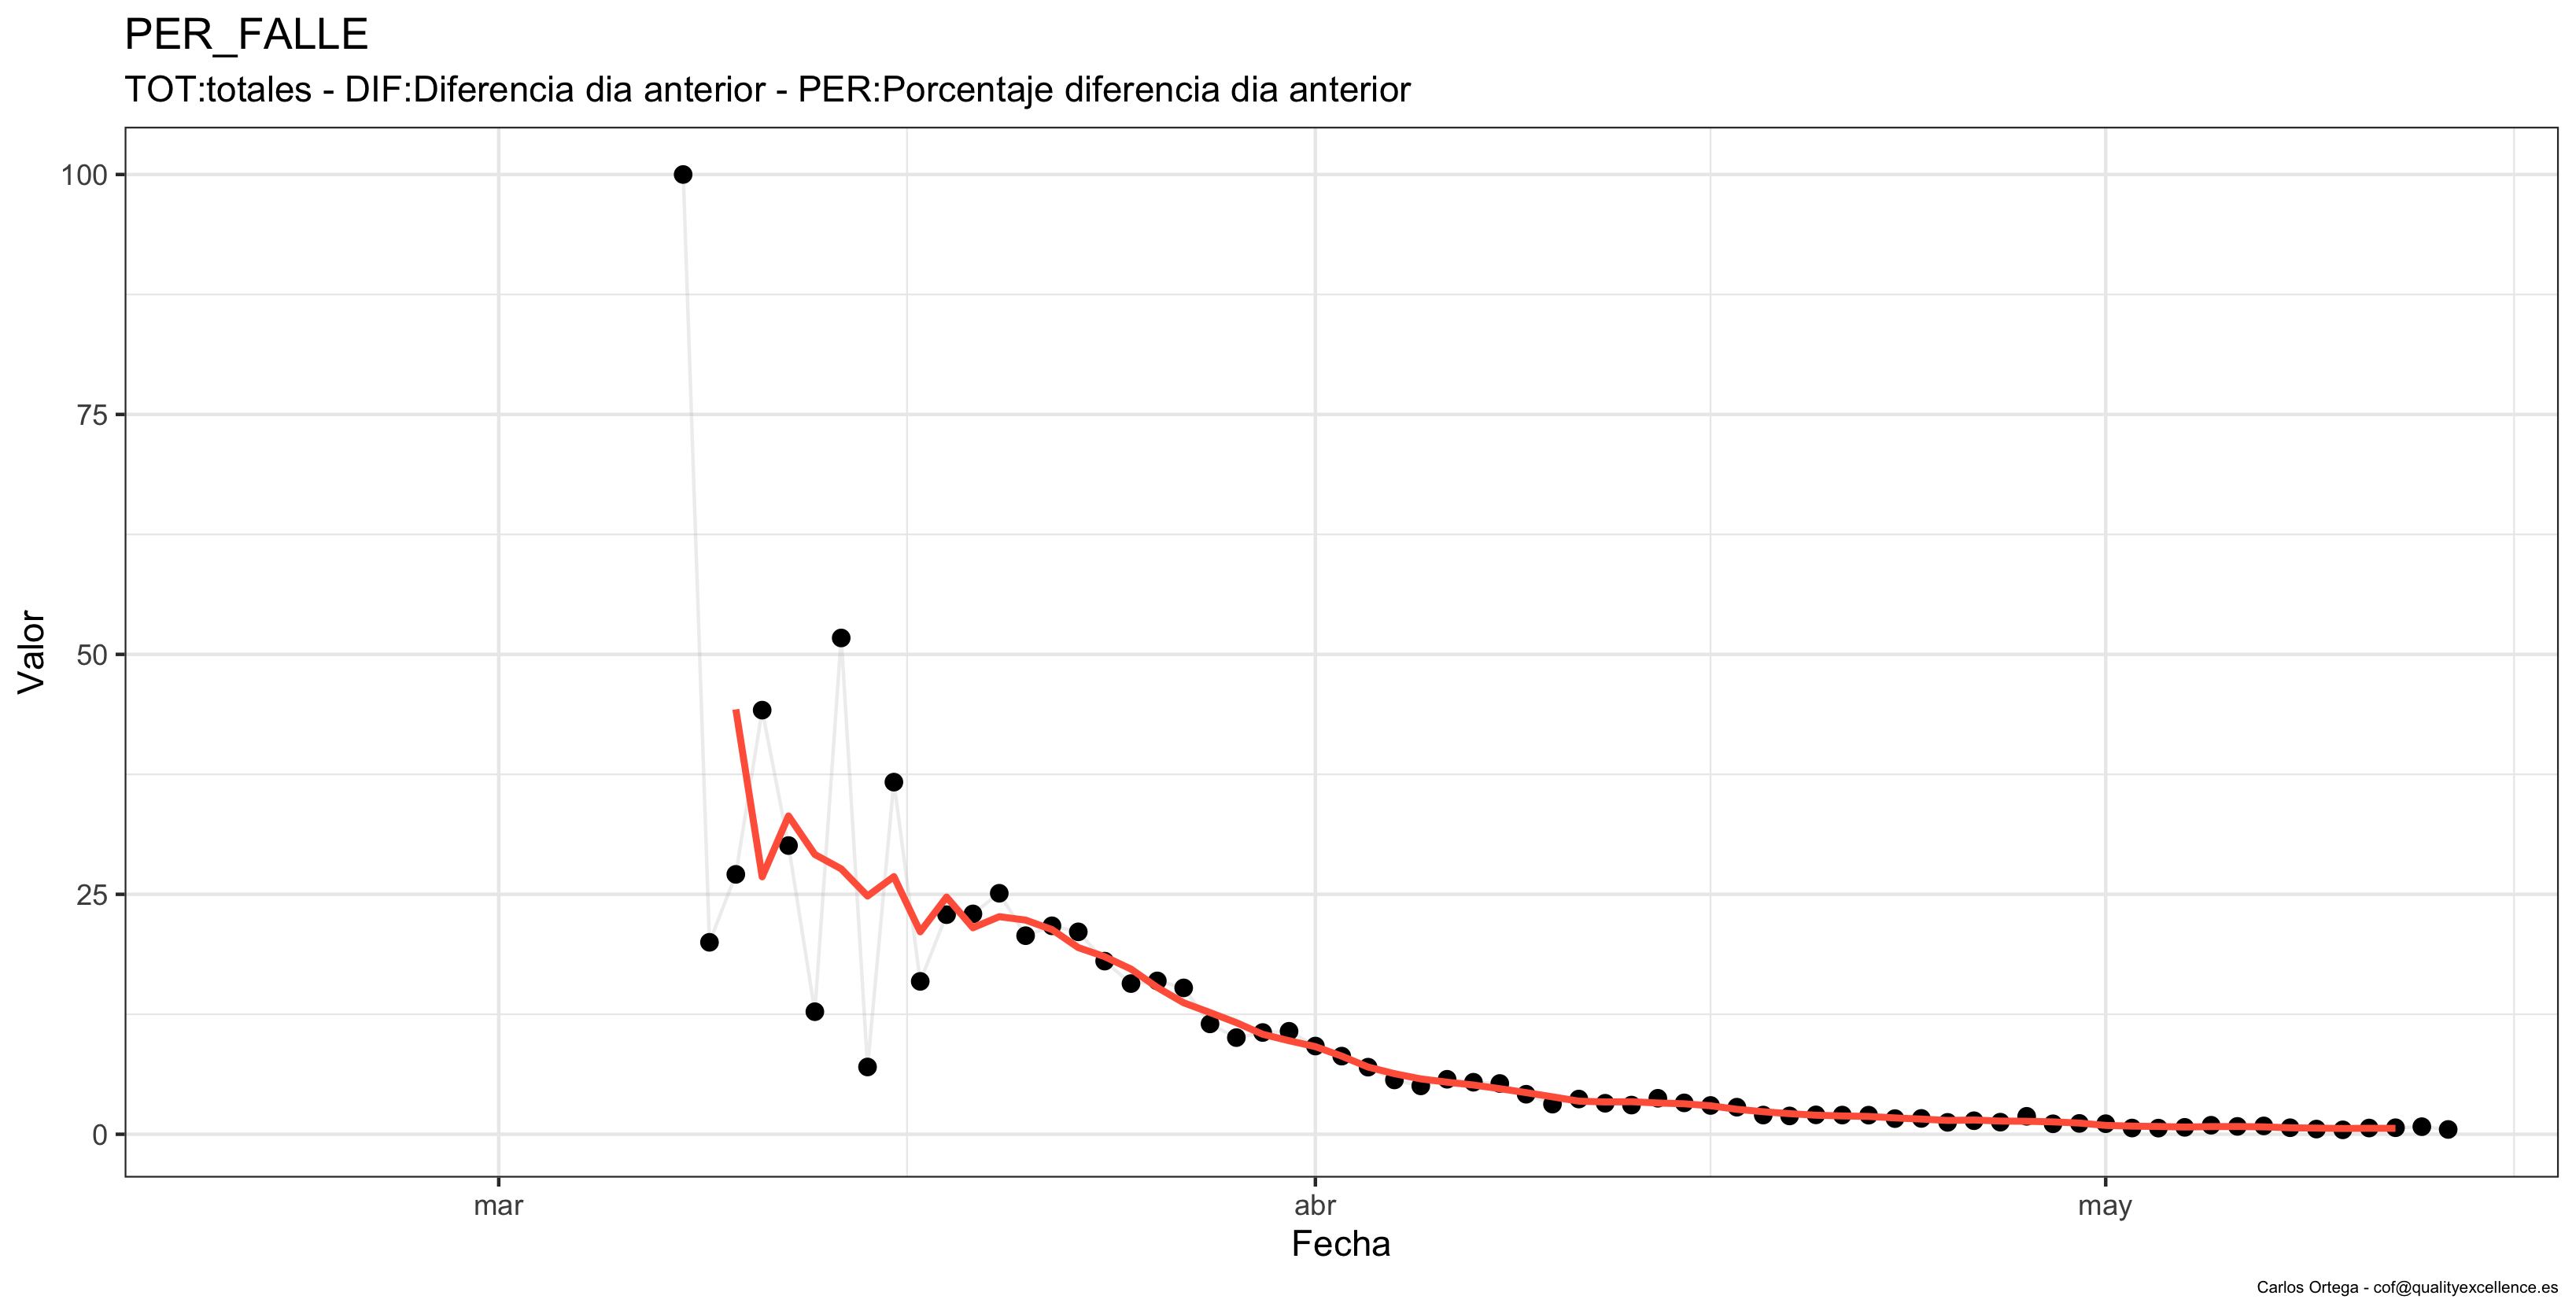 PER_FALLE
TOT:totales - DIF:Diferencia dia anterior - PER:Porcentaje diferencia dia anterior
100
75
50
25
0
Valor
mar
abr
may
Fecha
Carlos Ortega - cof@qualityexcellence.es